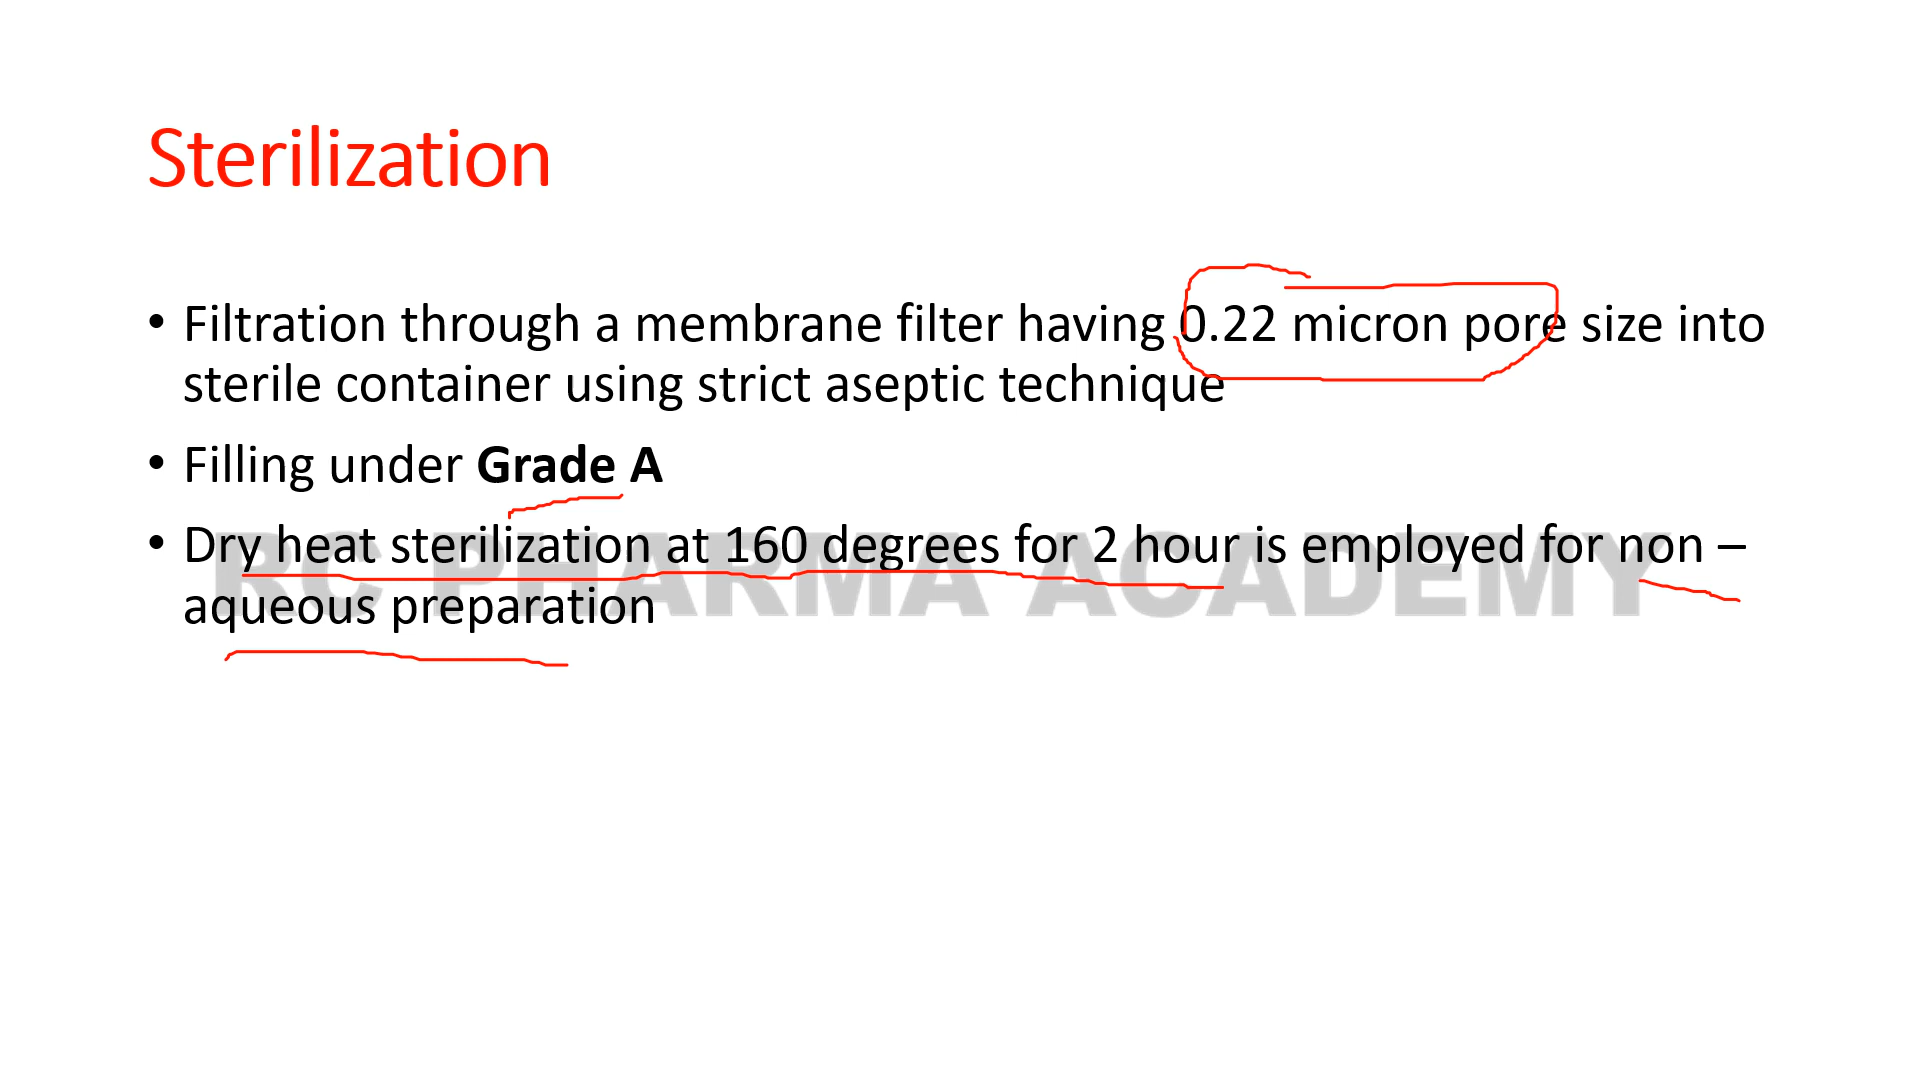 Sterilization
• Filtration through a membrane filter having 0.22 micron pore size into
sterile container using strict aseptic technique
• Filling under Grade A
• Dry heat sterilization at 160 degrees for 2 hour is employed for non –
aqueous preparation
RC PHARMA ACADEMY